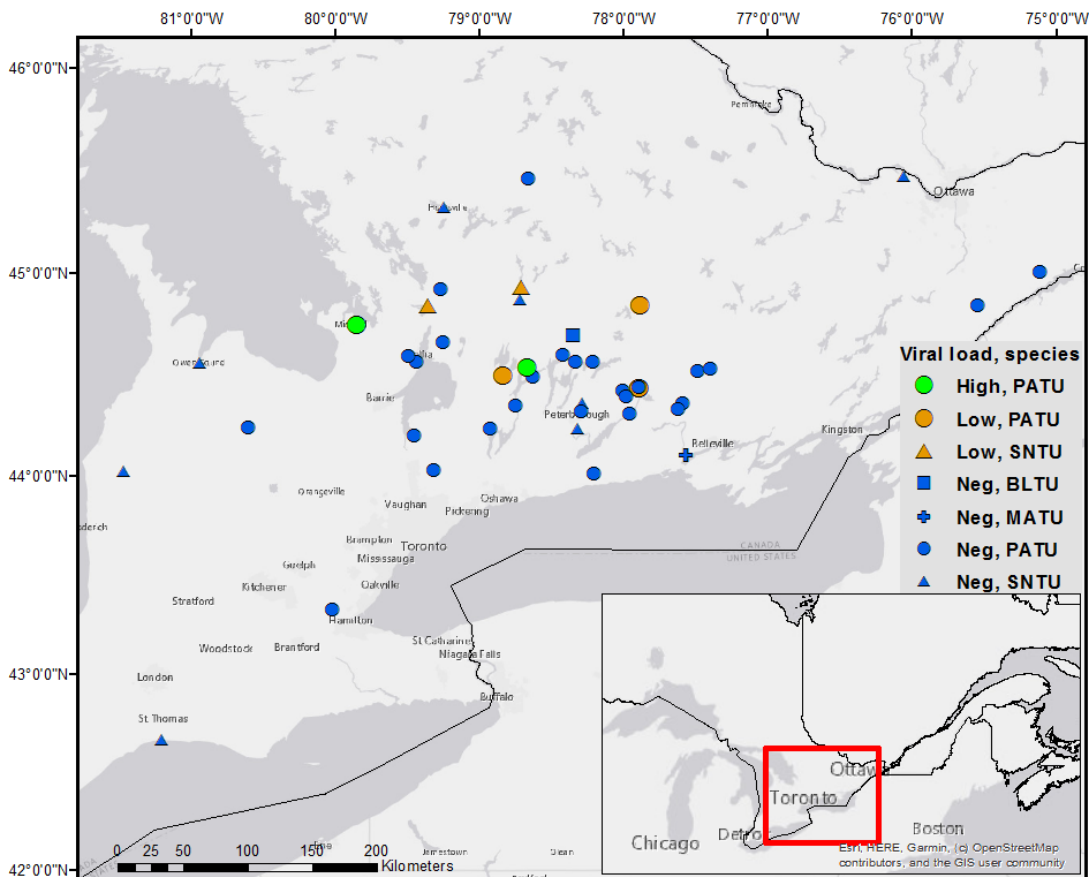 81°0'0"W 80°0'0"W 79°0'0"W 78°0'0"W 77°0'0"W 76°0'0"W 75°0'0"W
46°0'0"N
Pembroke
Ottawa
Huntsville
45°0'0"N
Owen Sound
Barrie
Peterborough
Belleville
Kingston
44°0'0"N
Orangeville
Vaughan
Oshawa
Pickering
Brampton
Toronto
Mississauga
Guelph
Kitchener
Oakville
Stratford
Hamilton
CANADA
UNITED STATES
Woodstock
Brantford
St Catharine
Niagara Falls
43°0'0"N
London
Buffalo
St Thomas
42°0'0"N
Jamestown
Olean
0 25 50 100 150 200
Kilometers
Viral load, species
High, PATU
Low, PATU
Low, SNTU
Neg, BLTU
Neg, MATU
Neg, PATU
Neg, SNTU
Ottawa
Toronto
Chicago
Boston
Esri, HERE, Garmin, (c) OpenStreetMap
contributors, and the GIS user community